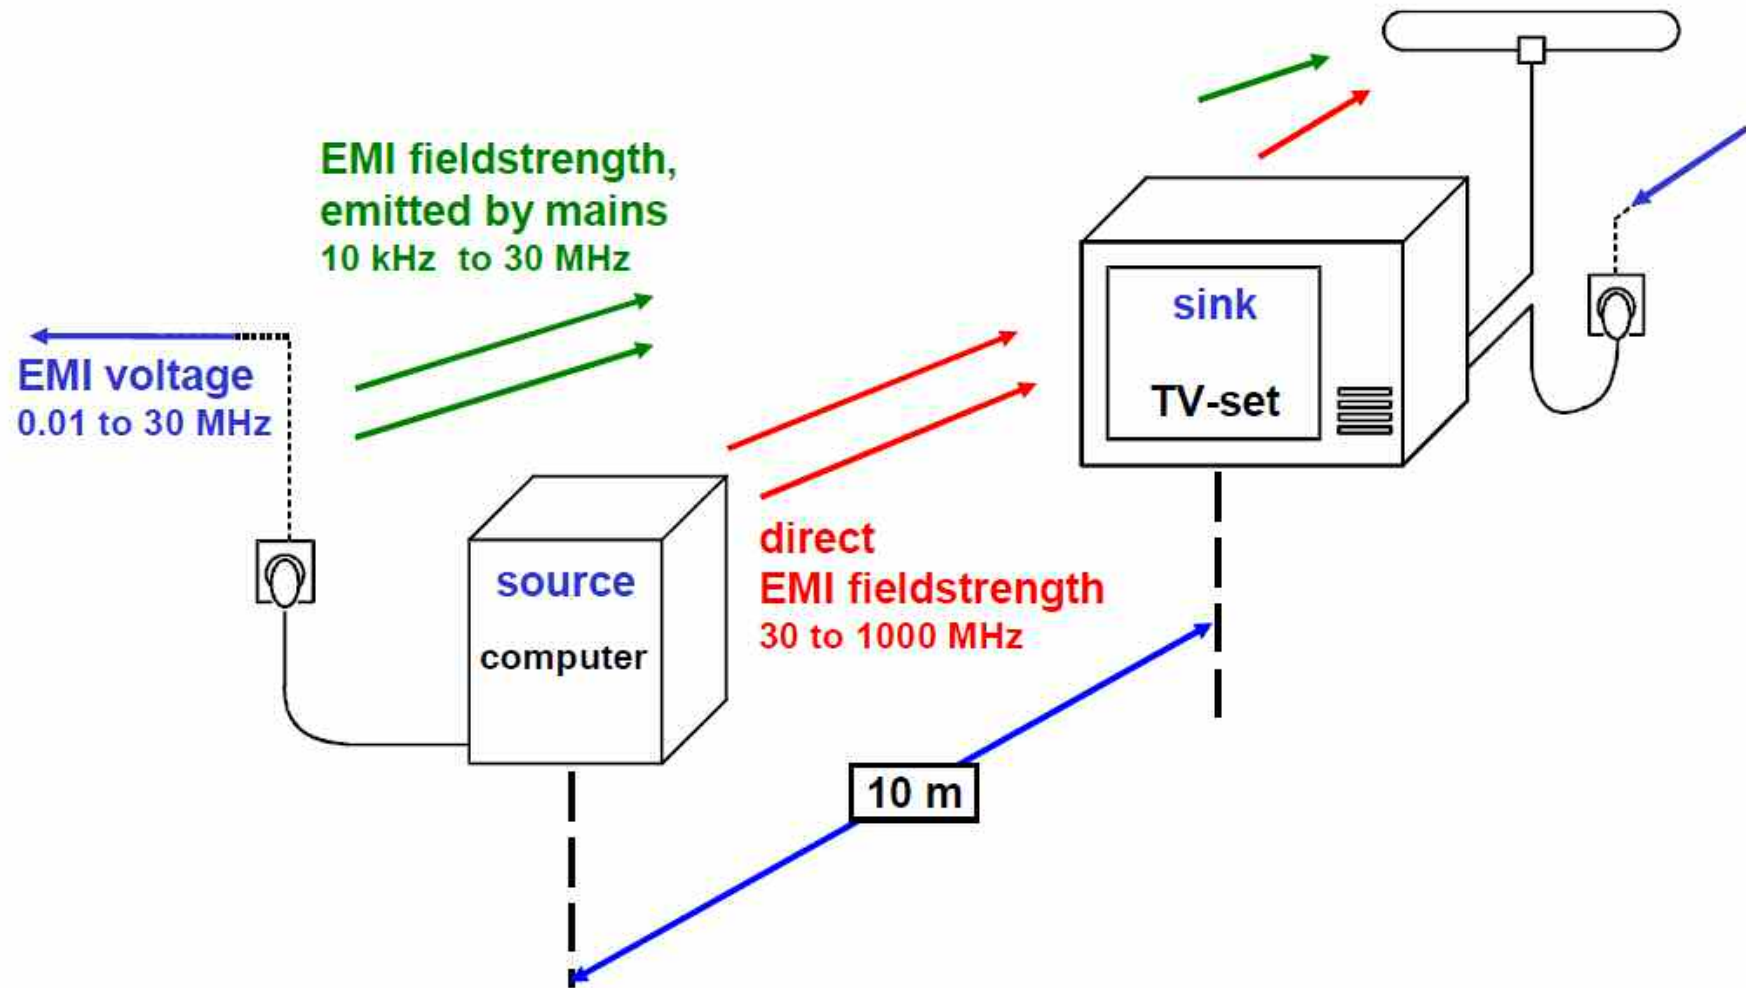 EMI fieldstrength,
emitted by mains
10 kHz to 30 MHz
EMI voltage
0.01 to 30 MHz
sink
TV-set
source
computer
direct
EMI fieldstrength
30 to 1000 MHz
10 m